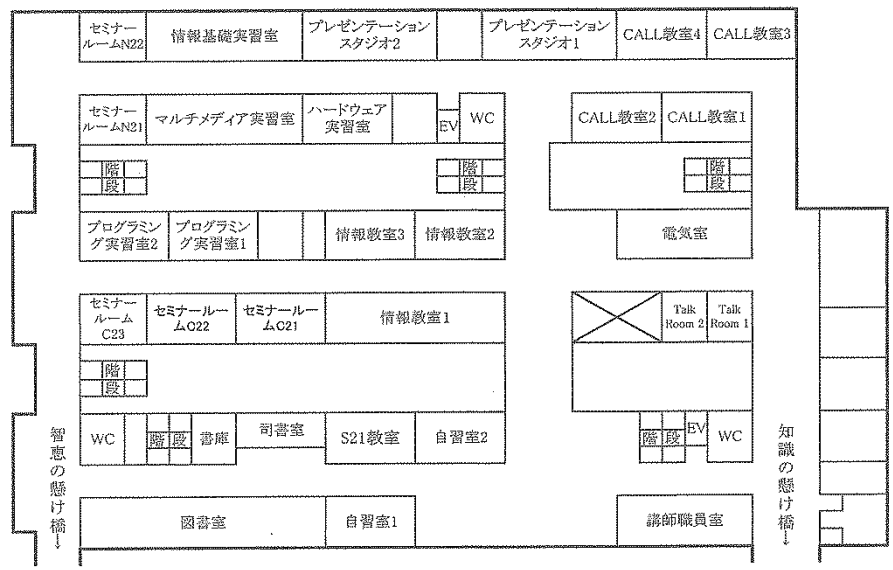 セミナー
ルームN22
情報基礎実習室
プレゼンテーション
スタジオ2
プレゼンテーション
スタジオ1
CALL教室4
CALL教室3
セミナー
ルームN21
マルチメディア実習室
ハードウェア
実習室
EV
WC
CALL教室2
CALL教室1
階
段
階
段
階
段
プログラミン
グ実習室2
プログラミン
グ実習室1
情報教室3
情報教室2
電気室
セミナー
ルーム
C23
セミナールー
ムC22
セミナールー
ムC21
情報教室1
Talk
Room 2
Talk
Room 1
階
段
WC
階段
書庫
司書室
S21教室
自習室2
階段
EV
WC
智恵の懸け橋→
知識の懸け橋→
図書室
自習室1
講師職員室